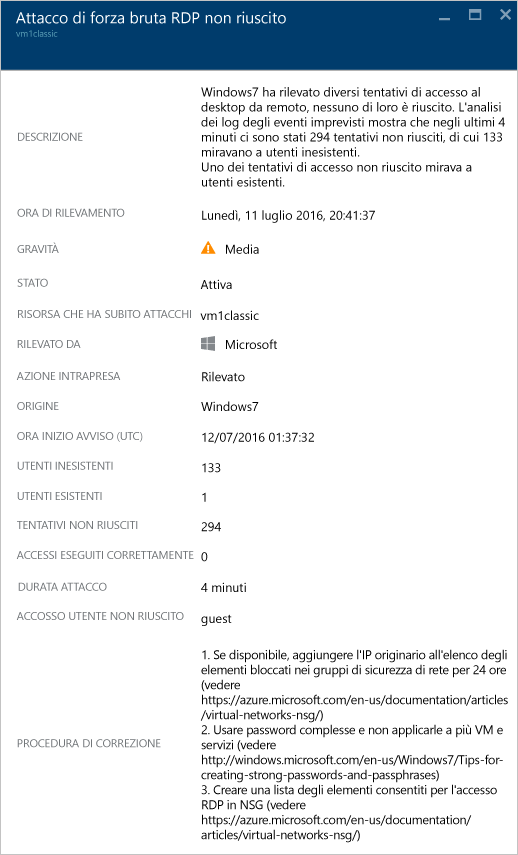 Attacco di forza bruta RDP non riuscito
vm1classic
DESCRIZIONE
Windows7 ha rilevato diversi tentativi di accesso al
desktop da remoto, nessuno di loro è riuscito. L'analisi
dei log degli eventi imprevisti mostra che negli ultimi 4
minuti ci sono stati 294 tentativi non riusciti, di cui 133
miravano a utenti inesistenti.
Uno dei tentativi di accesso non riusciti mirava a
utenti esistenti.
ORA DI RILEVAMENTO
Lunedì, 11 luglio 2016, 20:41:37
GRAVITÀ
Media
STATO
Attiva
RISORSA CHE HA SUBITO ATTACCHI
vm1classic
RILEVATO DA
Microsoft
AZIONE INTRAPRESA
Rilevato
ORIGINE
Windows7
ORA INIZIO AVVISO (UTC)
12/07/2016 01:37:32
UTENTI INESISTENTI
133
UTENTI ESISTENTI
1
TENTATIVI NON RIUSCITI
294
ACCESSI ESEGUITI CORRETTAMENTE
0
DURATA ATTACCO
4 minuti
ACCOSSO UTENTE NON RIUSCITO
guest
PROCEDURA DI CORREZIONE
1. Se disponibile, aggiungere l'IP originario all'elenco degli
elementi bloccati nei gruppi di sicurezza di rete per 24 ore
(vedere
https://azure.microsoft.com/en-us/documentation/articles
/virtual-networks-nsg/)
2. Usare password complesse e non applicarle a più VM e
servizi (vedere
http://windows.microsoft.com/en-us/Windows7/Tips-for-
creating-strong-passwords-and-passphrases)
3. Creare una lista degli elementi consentiti per l'accesso
RDP in NSG (vedere
https://azure.microsoft.com/en-us/documentation/
articles/virtual-networks-nsg/)